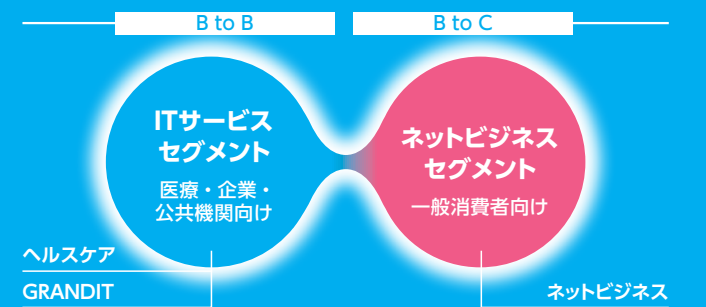 B to B
B to C
ITサービス
セグメント
医療・企業・
公共機関向け
ネットビジネス
セグメント
一般消費者向け
ヘルスケア
GRANDIT
ネットビジネス